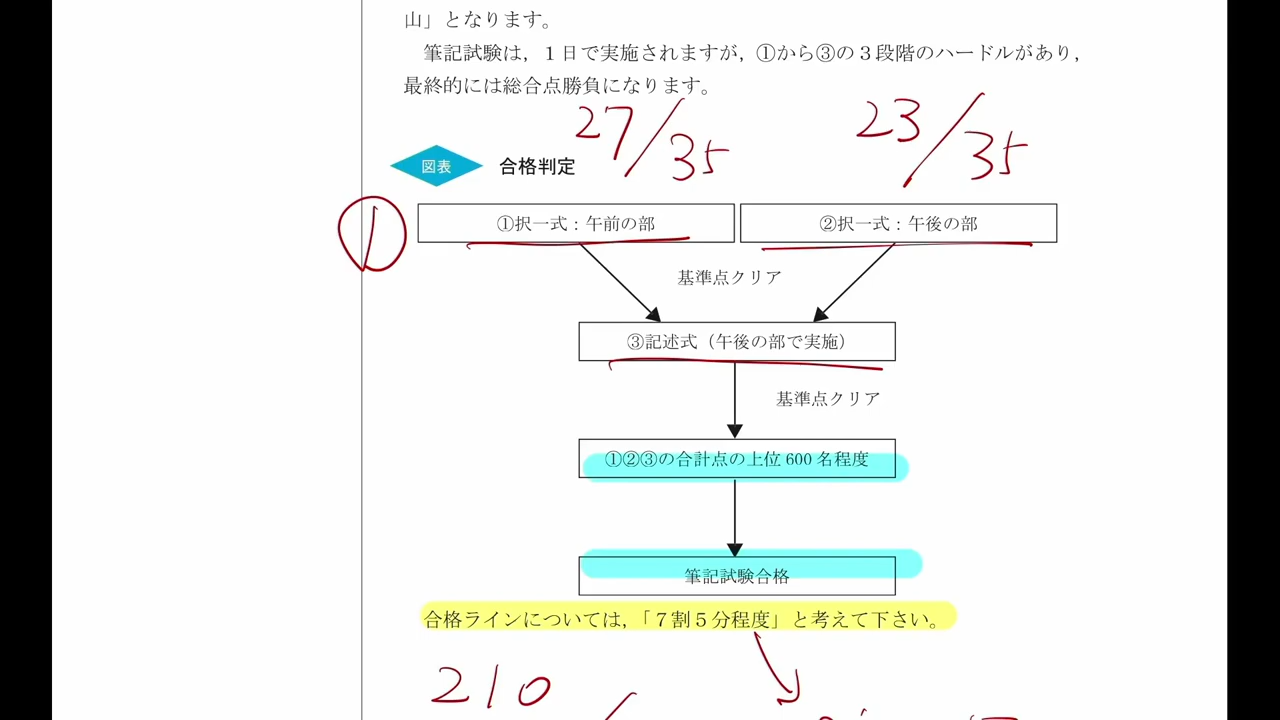 山」となります。
筆記試験は，１日で実施されますが，①から③の３段階のハードルがあり，
最終的には総合点勝負になります。
27/35
23/35
図表
合格判定
①
①択一式：午前の部
②択一式：午後の部
基準点クリア
③記述式（午後の部で実施）
基準点クリア
①②③の合計点の上位 600 名程度
筆記試験合格
合格ラインについては，「７割５分程度」と考えて下さい。
210